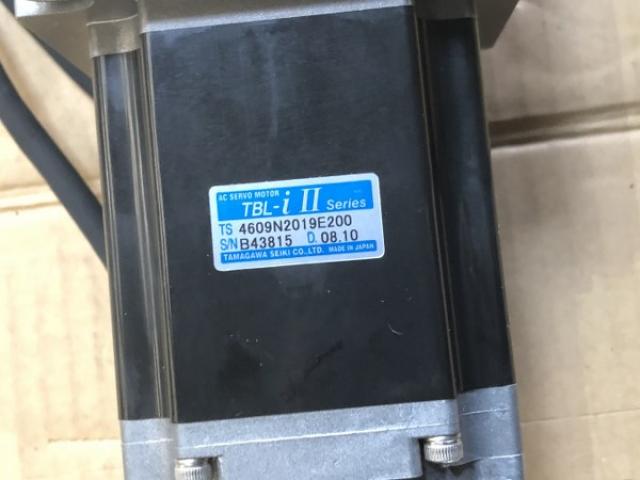 AC SERVO MOTOR
TBL-i II Series
TS 4609N2019E200
S/N B43815 D. 08.10
TAMAGAWA SEIKI CO.,LTD. MADE IN JAPAN